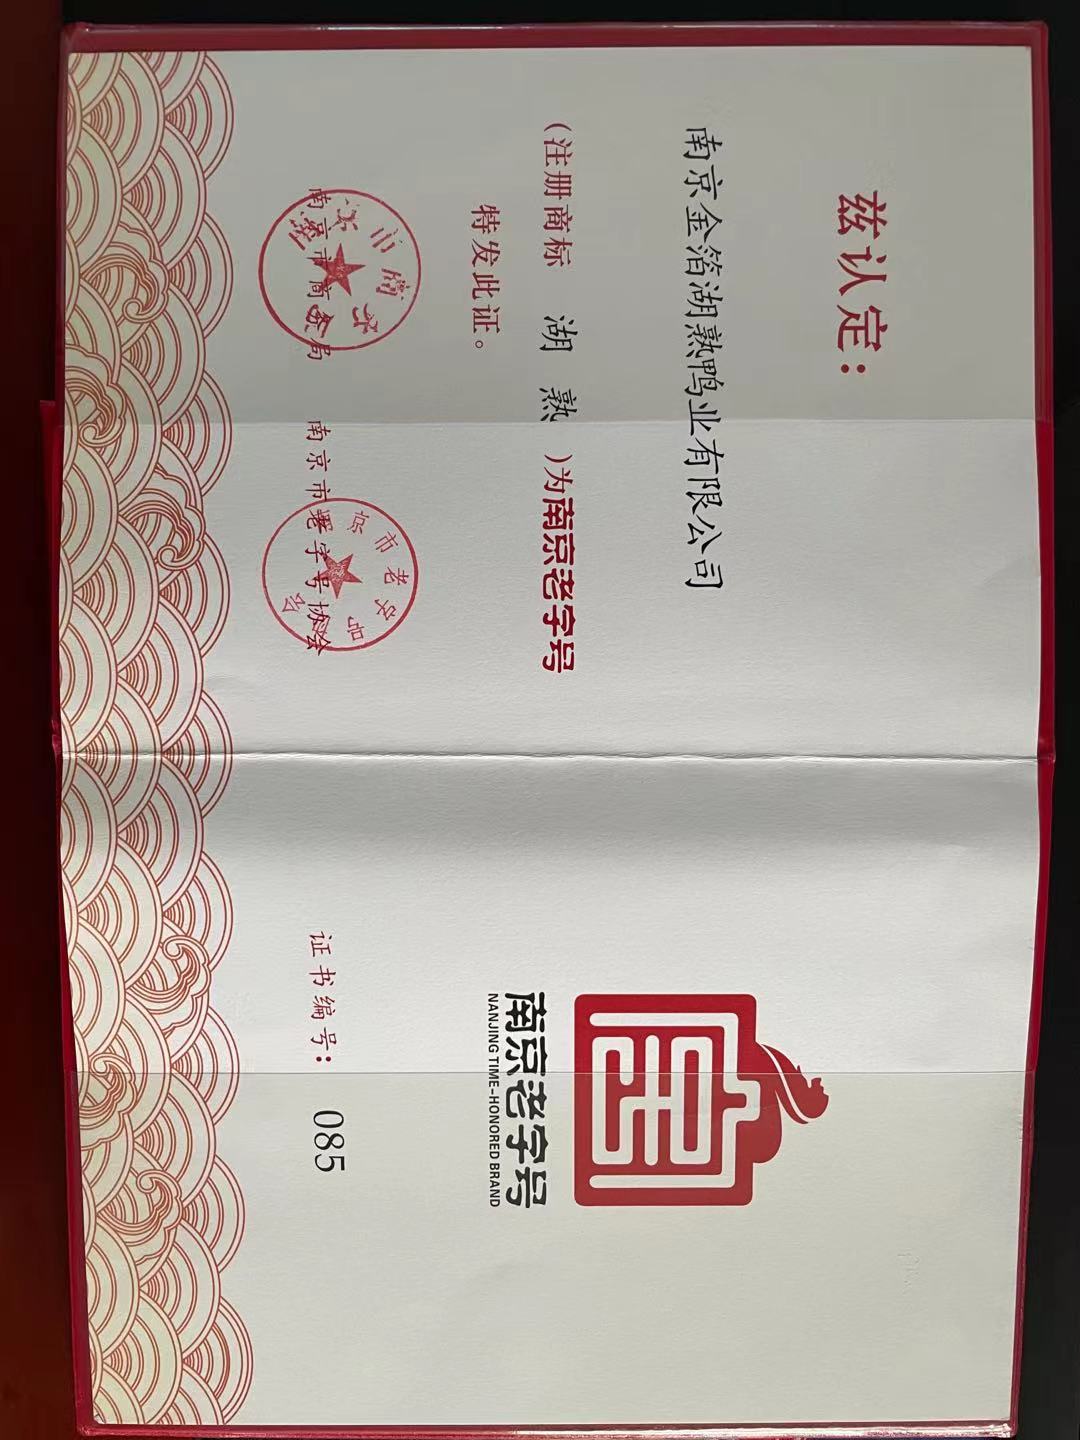 兹认定：
南京金箔湖熟鸭业有限公司
（注册商标 湖 熟 ）为南京老字号
特发此证。
南京市商务局
南京市老字号协会
南京老字号
NANJING TIME-HONORED BRAND
证书编号： 085